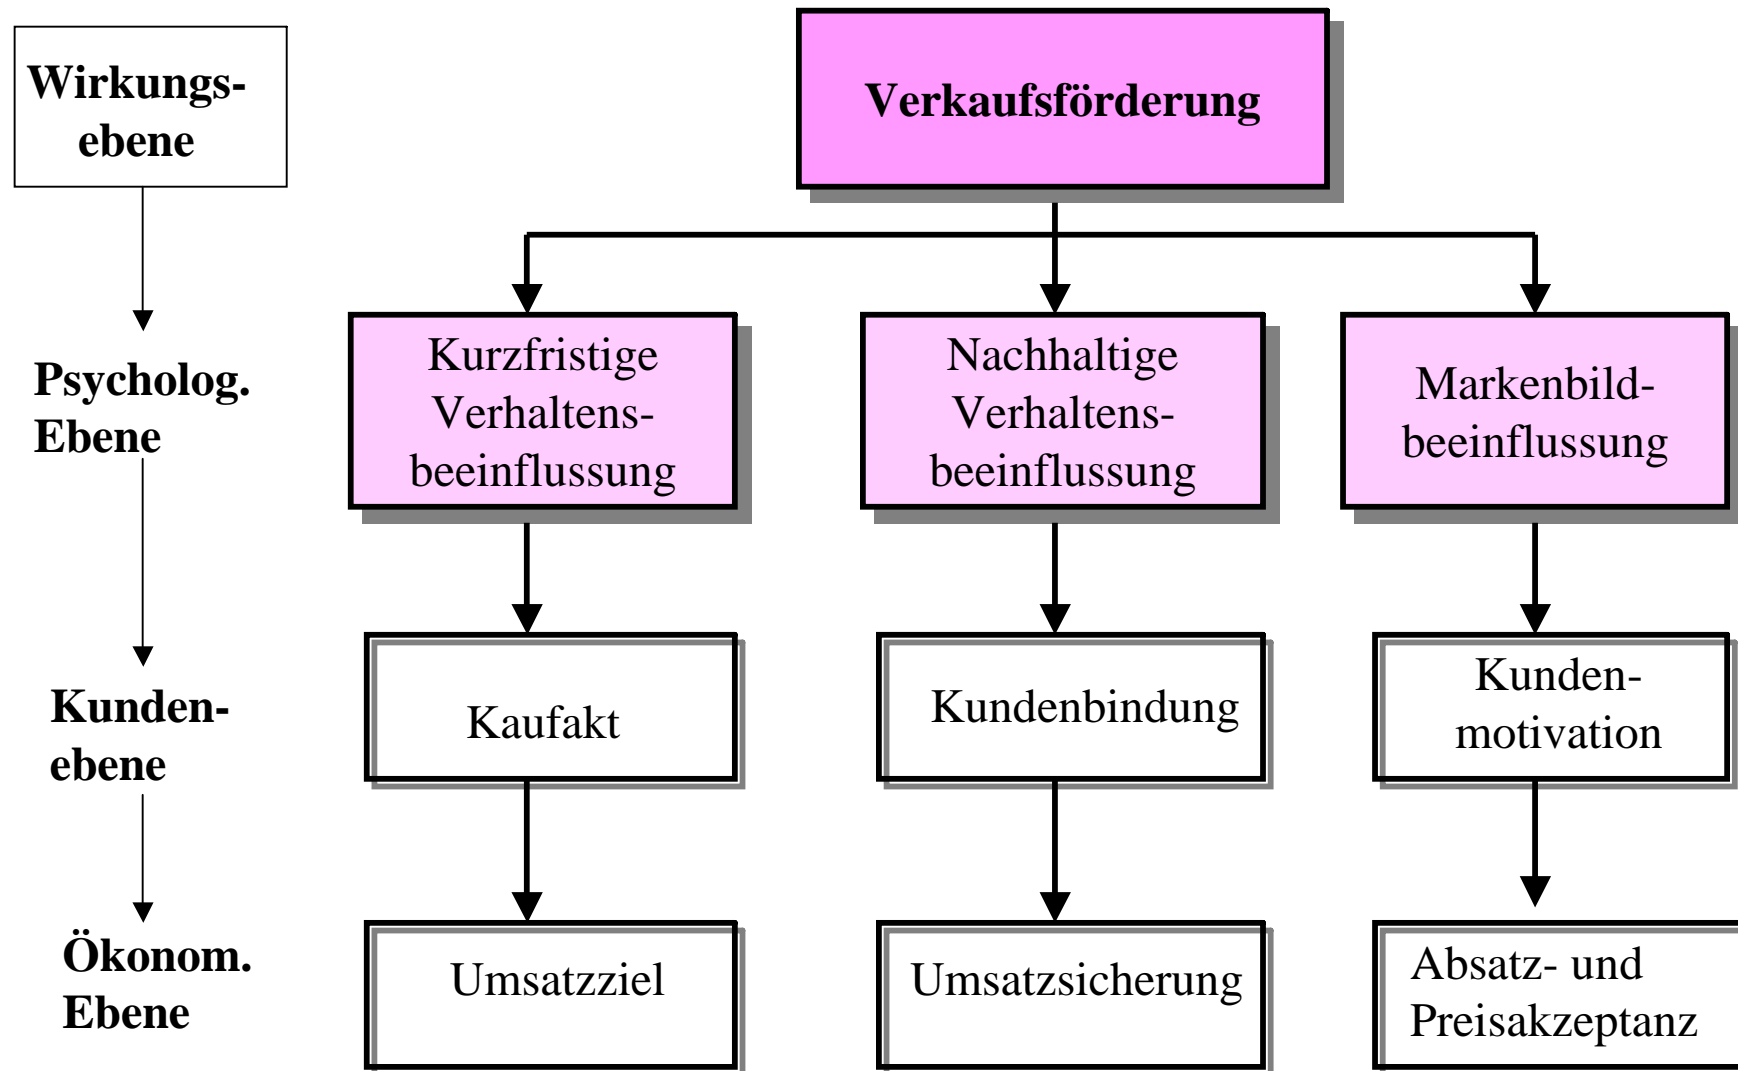 Wirkungs-
ebene
Verkaufsförderung
Psycholog.
Ebene
Kurzfristige
Verhaltens-
beeinflussung
Nachhaltige
Verhaltens-
beeinflussung
Markenbild-
beeinflussung
Kunden-
ebene
Kaufakt
Kundenbindung
Kunden-
motivation
Ökonom.
Ebene
Umsatzziel
Umsatzsicherung
Absatz- und
Preisakzeptanz